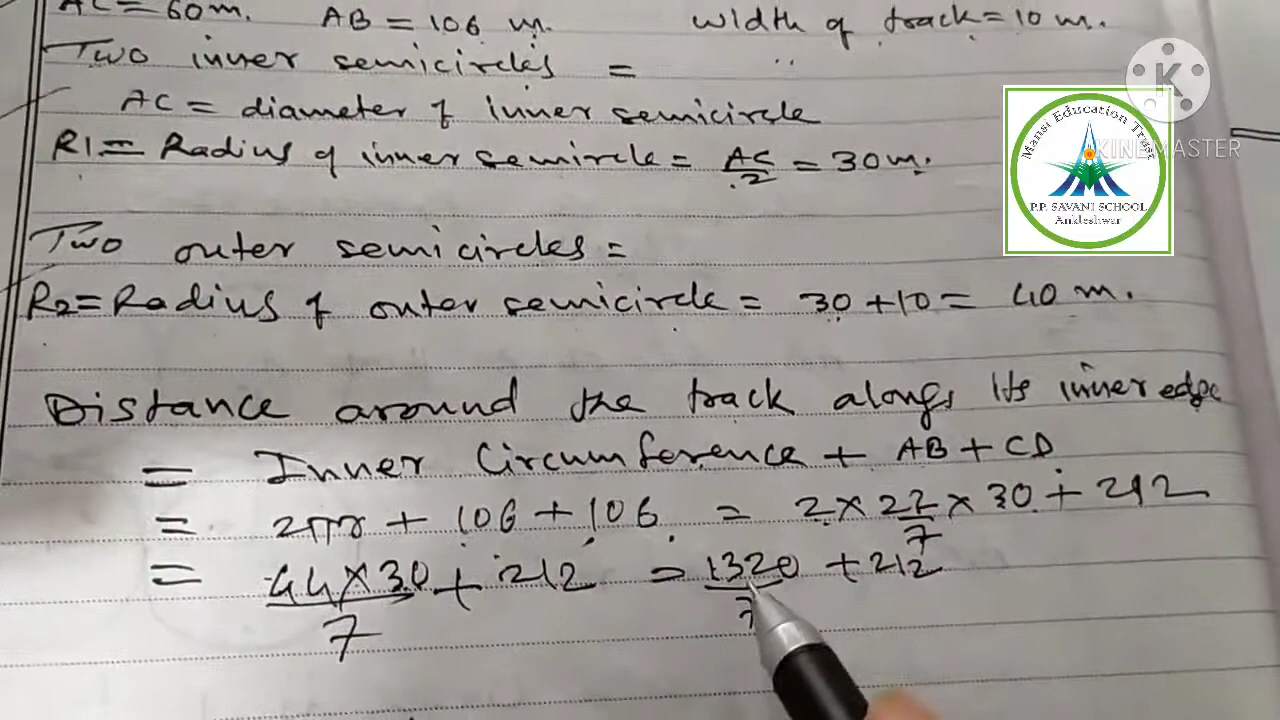 AC = 60m. AB = 106 m. Width of track = 10 m.
Two inner semicircles =
AC = diameter of inner semicircle
R1 = Radius of inner semircle = AC/2 = 30m.
Two outer semicircles =
R2 = Radius of outer semicircle = 30 + 10 = 40 m.
Distance around the track along its inner edge
= Inner Circumference + AB + CD
= 2πr + 106 + 106 = 2 × 22/7 × 30 + 212
= 44×30/7 + 212 = 1320/7 + 212
K
KINEMASTER
Mansi Education Trust
P.P. SAVANI SCHOOL
Ankleshwar